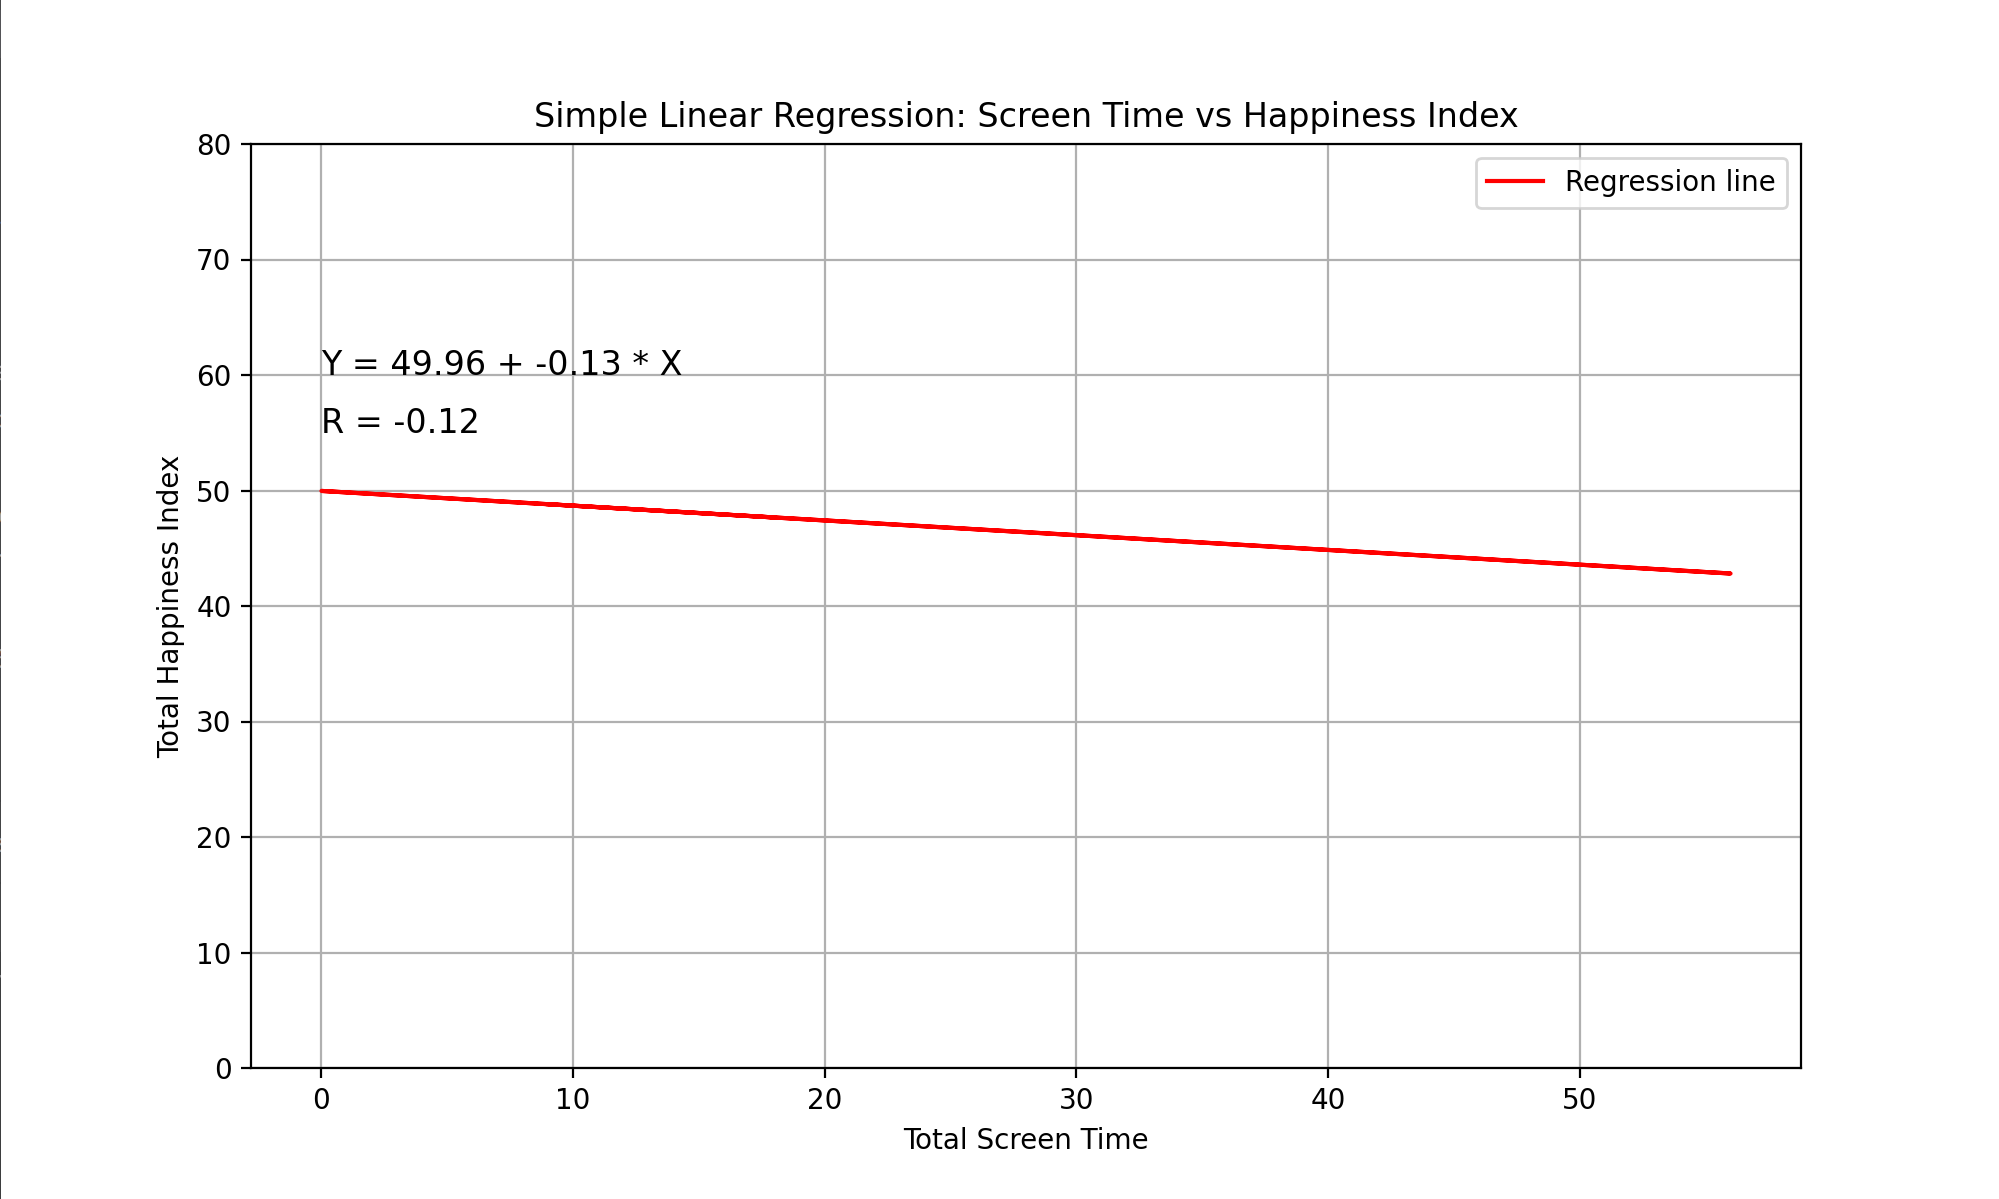 Simple Linear Regression: Screen Time vs Happiness Index
80
70
60
50
40
30
20
10
0
Total Happiness Index
Regression line
Y = 49.96 + -0.13 * X
R = -0.12
0 10 20 30 40 50
Total Screen Time